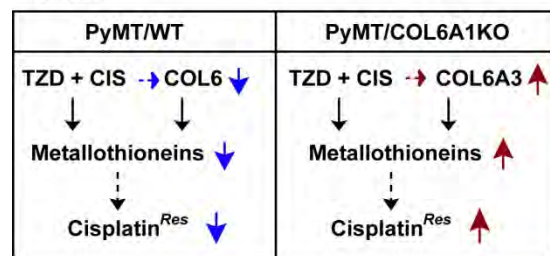 PyMT/WT PyMT/COL6A1KO
TZD + CIS COL6 TZD + CIS COL6A3
Metallothioneins Metallothioneins
Cisplatin Res Cisplatin Res